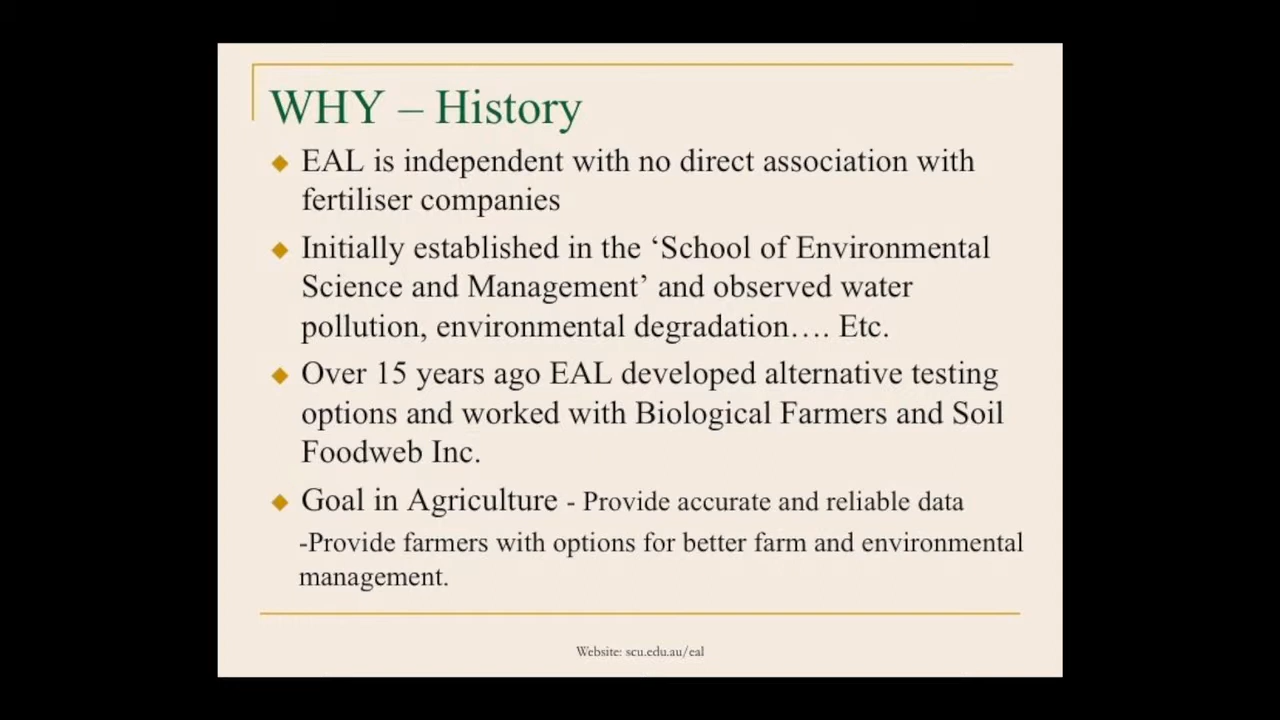 WHY – History
EAL is independent with no direct association with
fertiliser companies
Initially established in the ‘School of Environmental
Science and Management’ and observed water
pollution, environmental degradation…. Etc.
Over 15 years ago EAL developed alternative testing
options and worked with Biological Farmers and Soil
Foodweb Inc.
Goal in Agriculture - Provide accurate and reliable data
-Provide farmers with options for better farm and environmental
management.
Website: scu.edu.au/eal